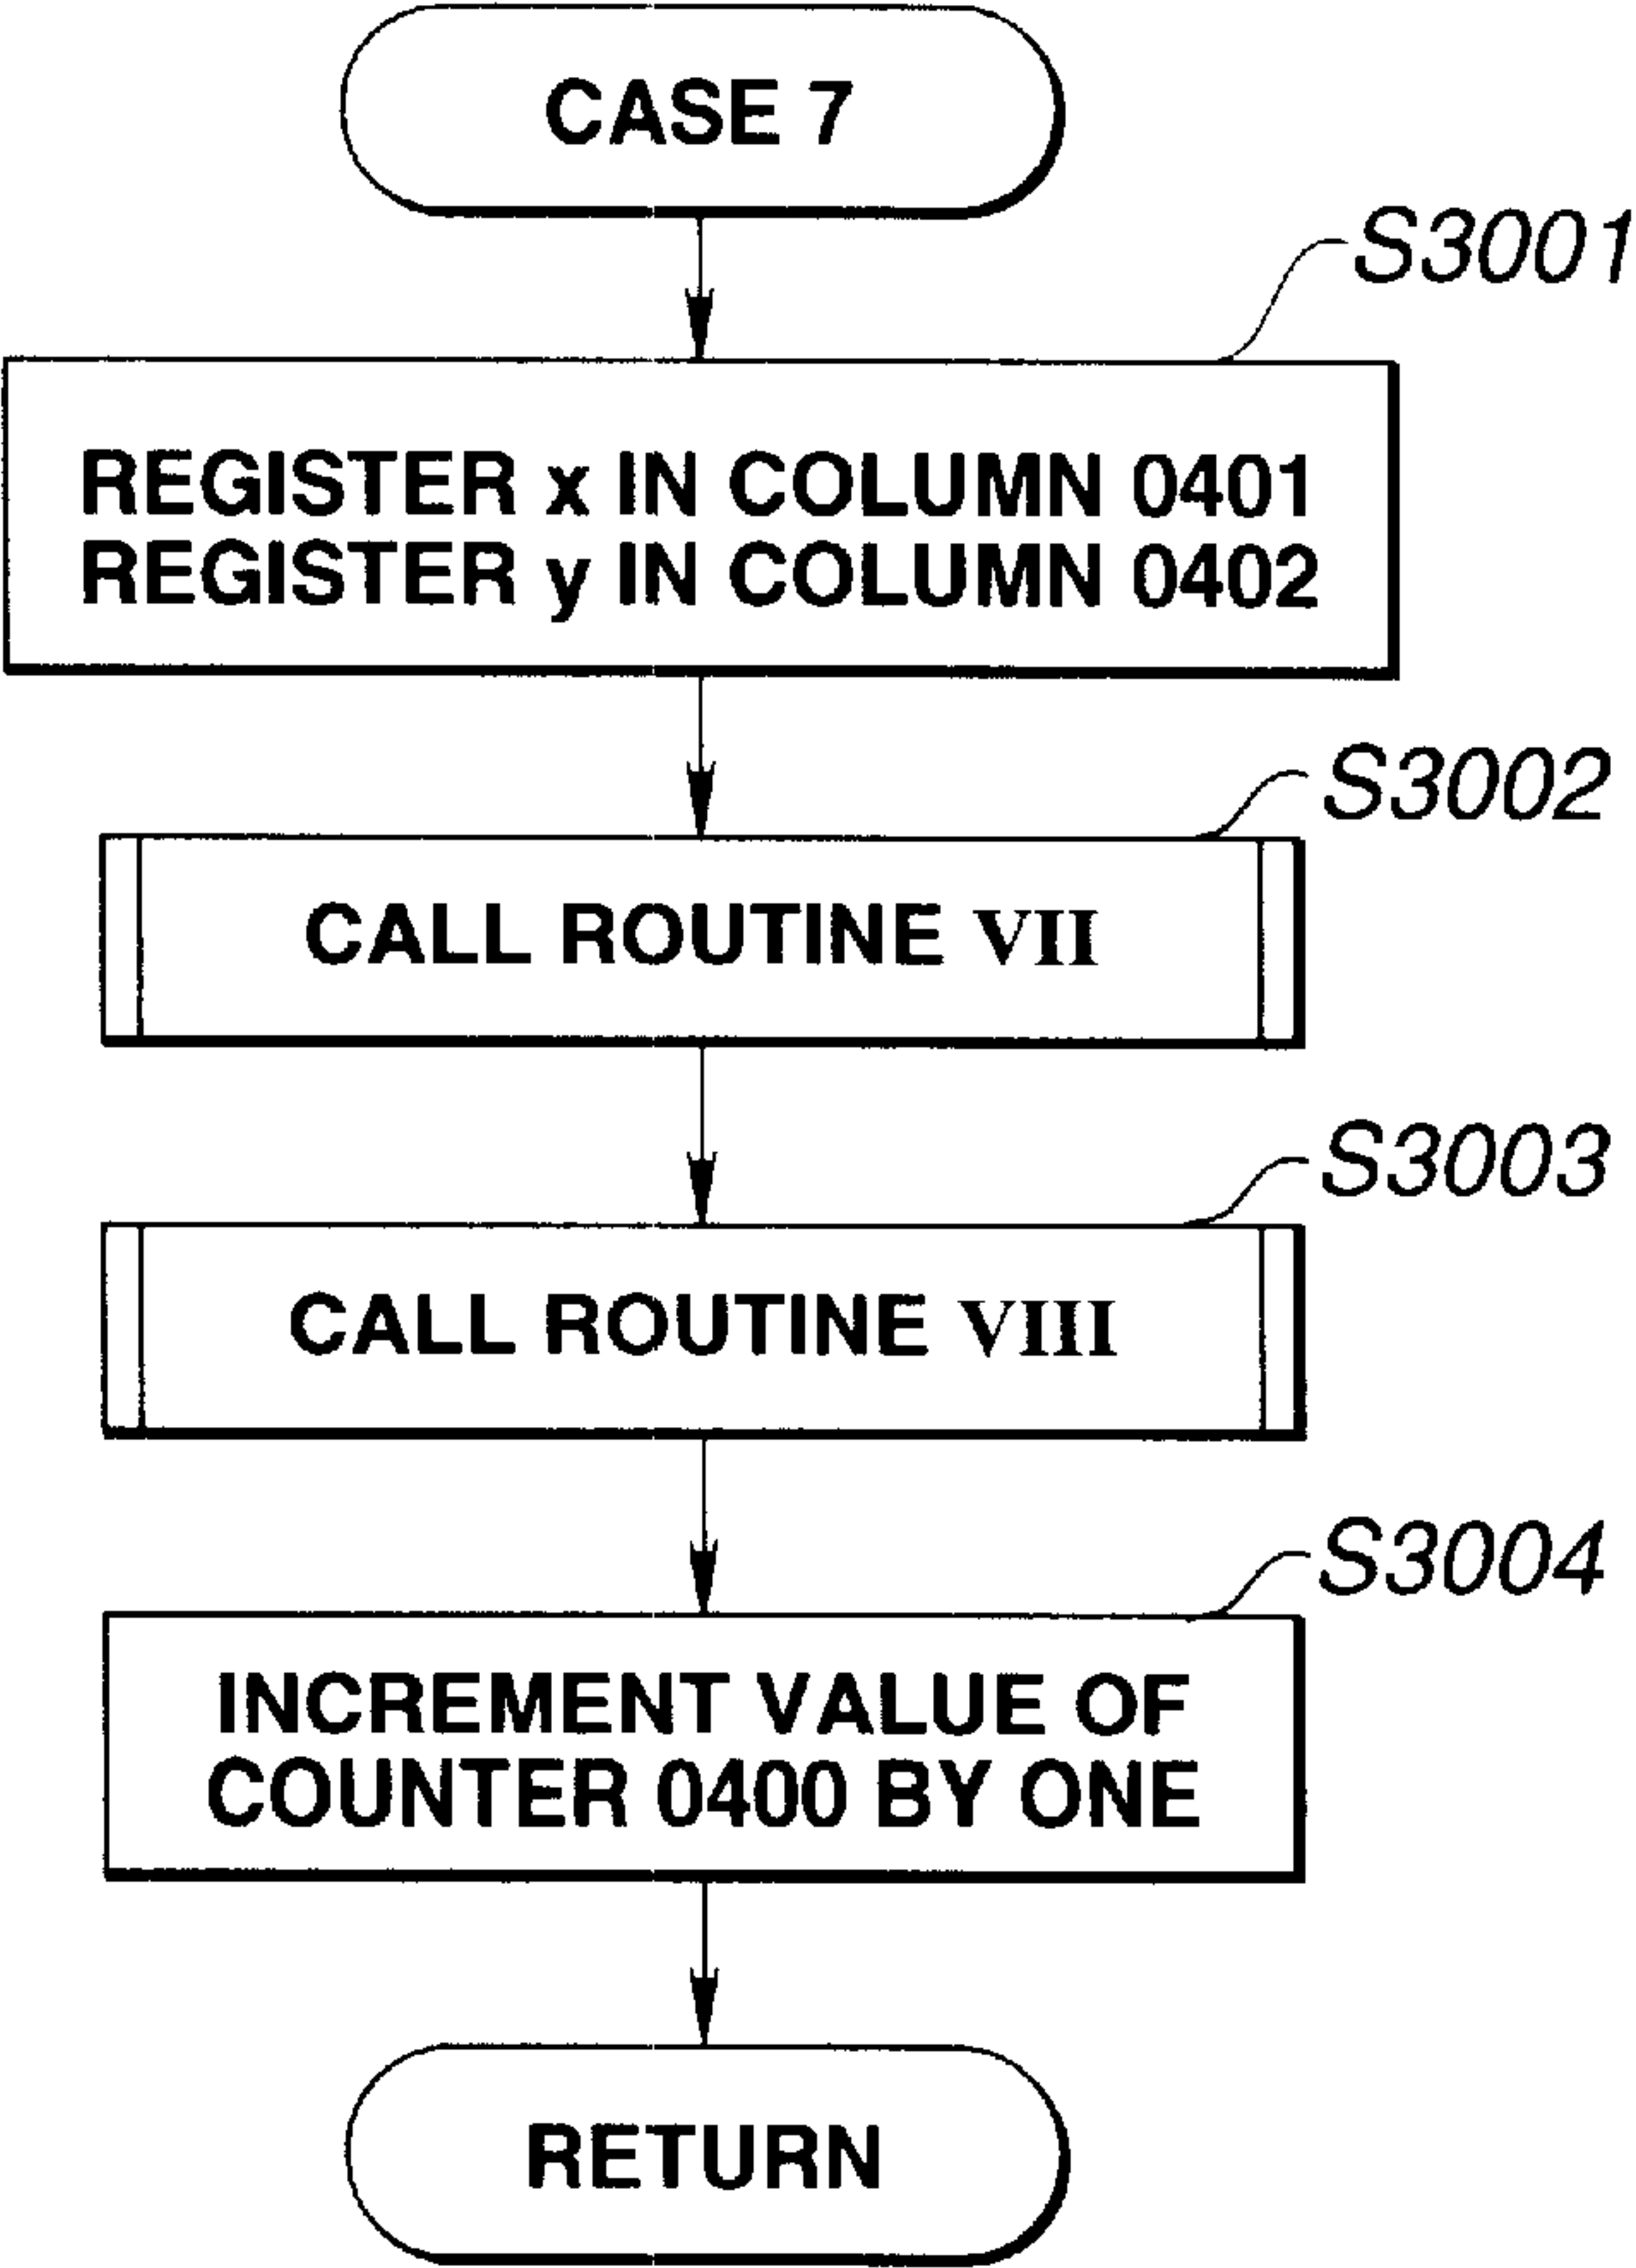 CASE 7
S3001
REGISTER x IN COLUMN 0401
REGISTER y IN COLUMN 0402
S3002
CALL ROUTINE VII
S3003
CALL ROUTINE VIII
S3004
INCREMENT VALUE OF
COUNTER 0400 BY ONE
RETURN